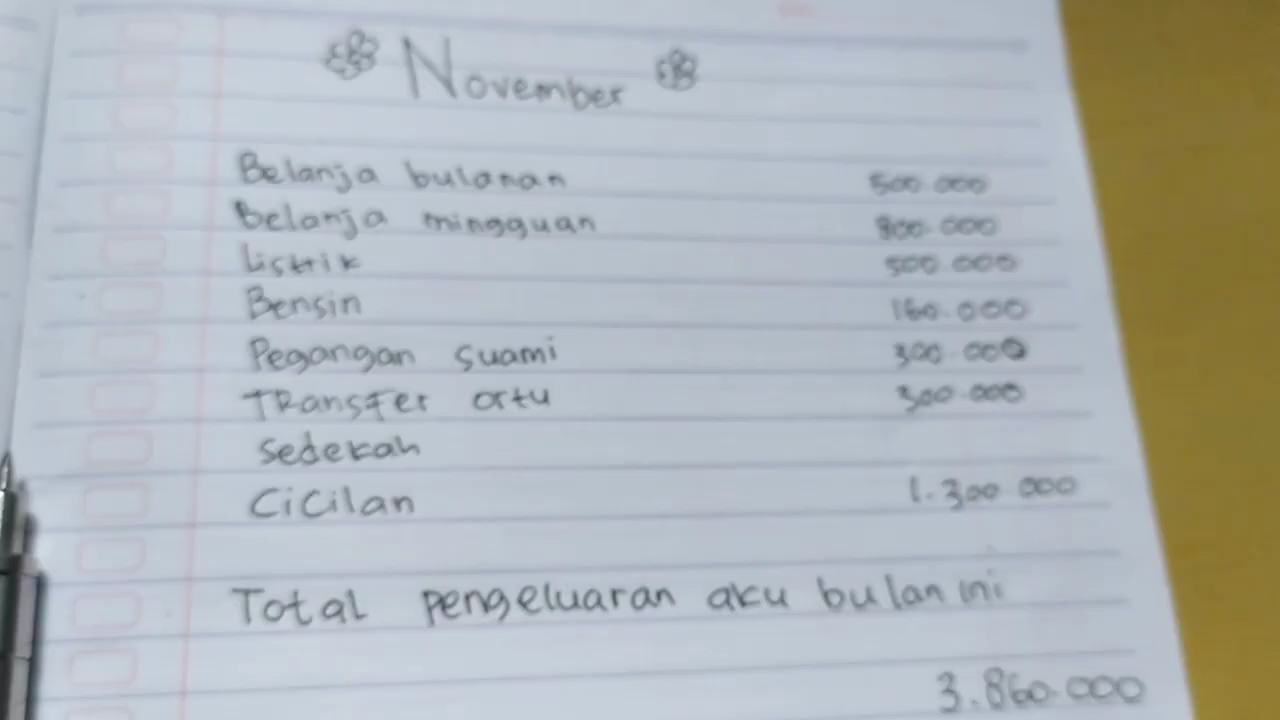 November
Belanja bulanan 500.000
Belanja mingguan 800.000
Listrik 500.000
Bensin 160.000
Pegangan suami 300.000
Transfer ortu 300.000
Sedekah
Cicilan 1.300.000
Total pengeluaran aku bulan ini
3.860.000